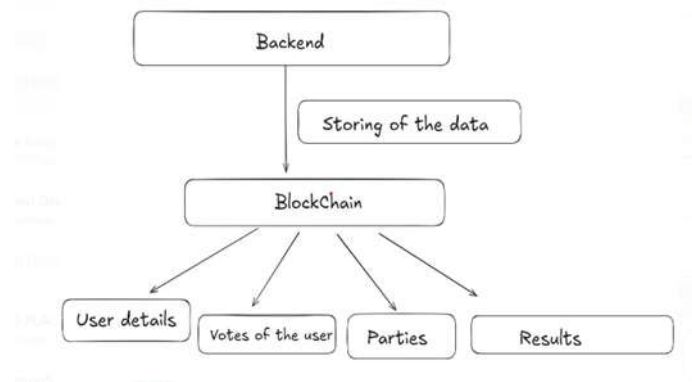 Backend
Storing of the data
BlockChain
User details
Votes of the user
Parties
Results